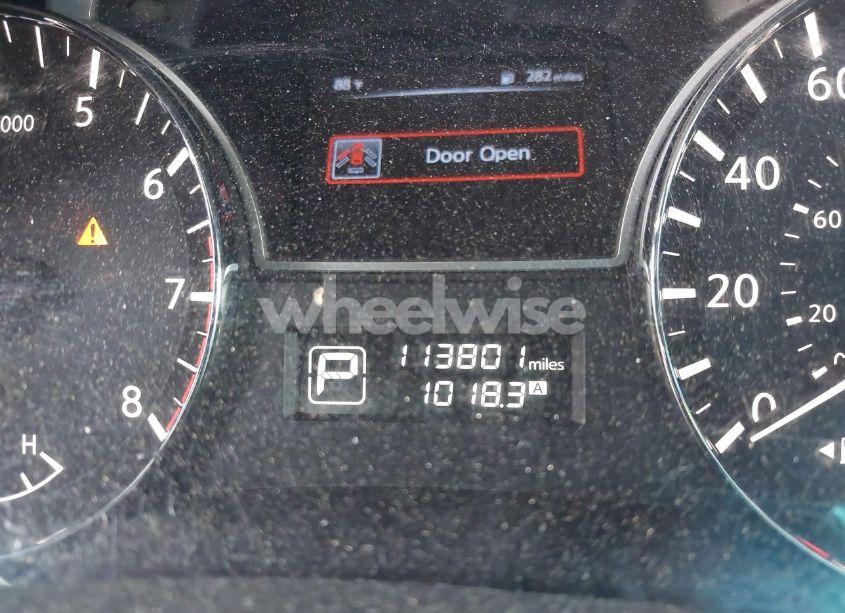 5
000
6
7
8
H
88°F
282 miles
Door Open
wheelwise
P
113801 miles
1018.3 A
60
40
60
20
20
0
0